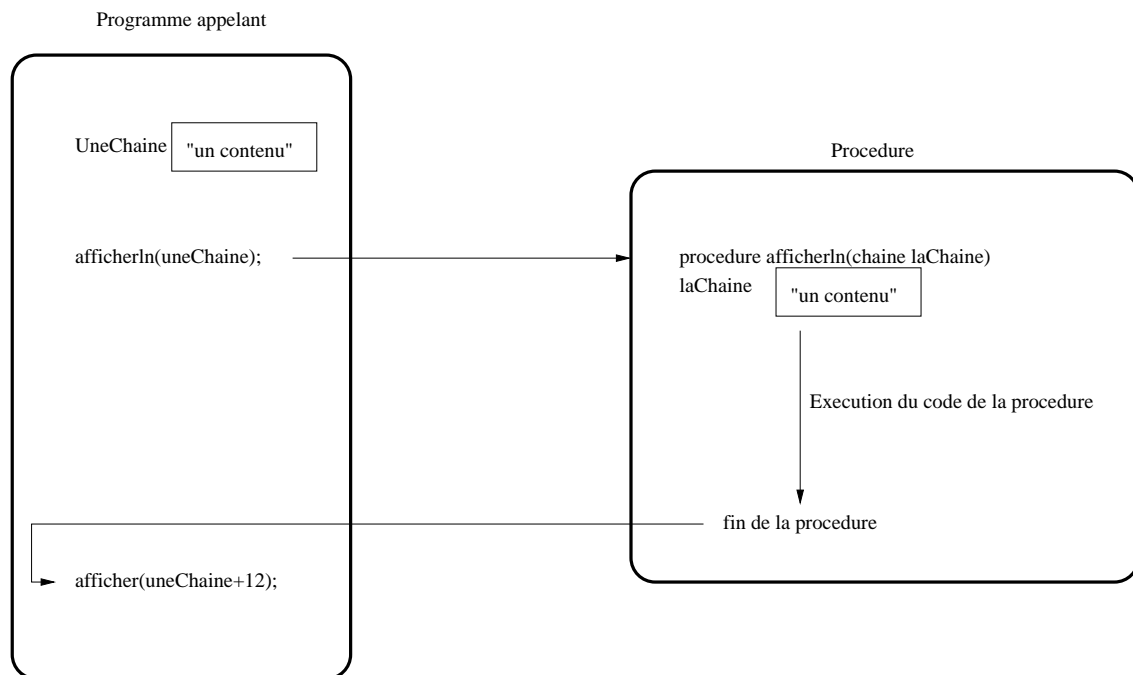 Programme appelant
UneChaine "un contenu"
afficherln(uneChaine);
afficher(uneChaine+12);
Procedure
procedure afficherln(chaine laChaine)
laChaine "un contenu"
Execution du code de la procedure
fin de la procedure